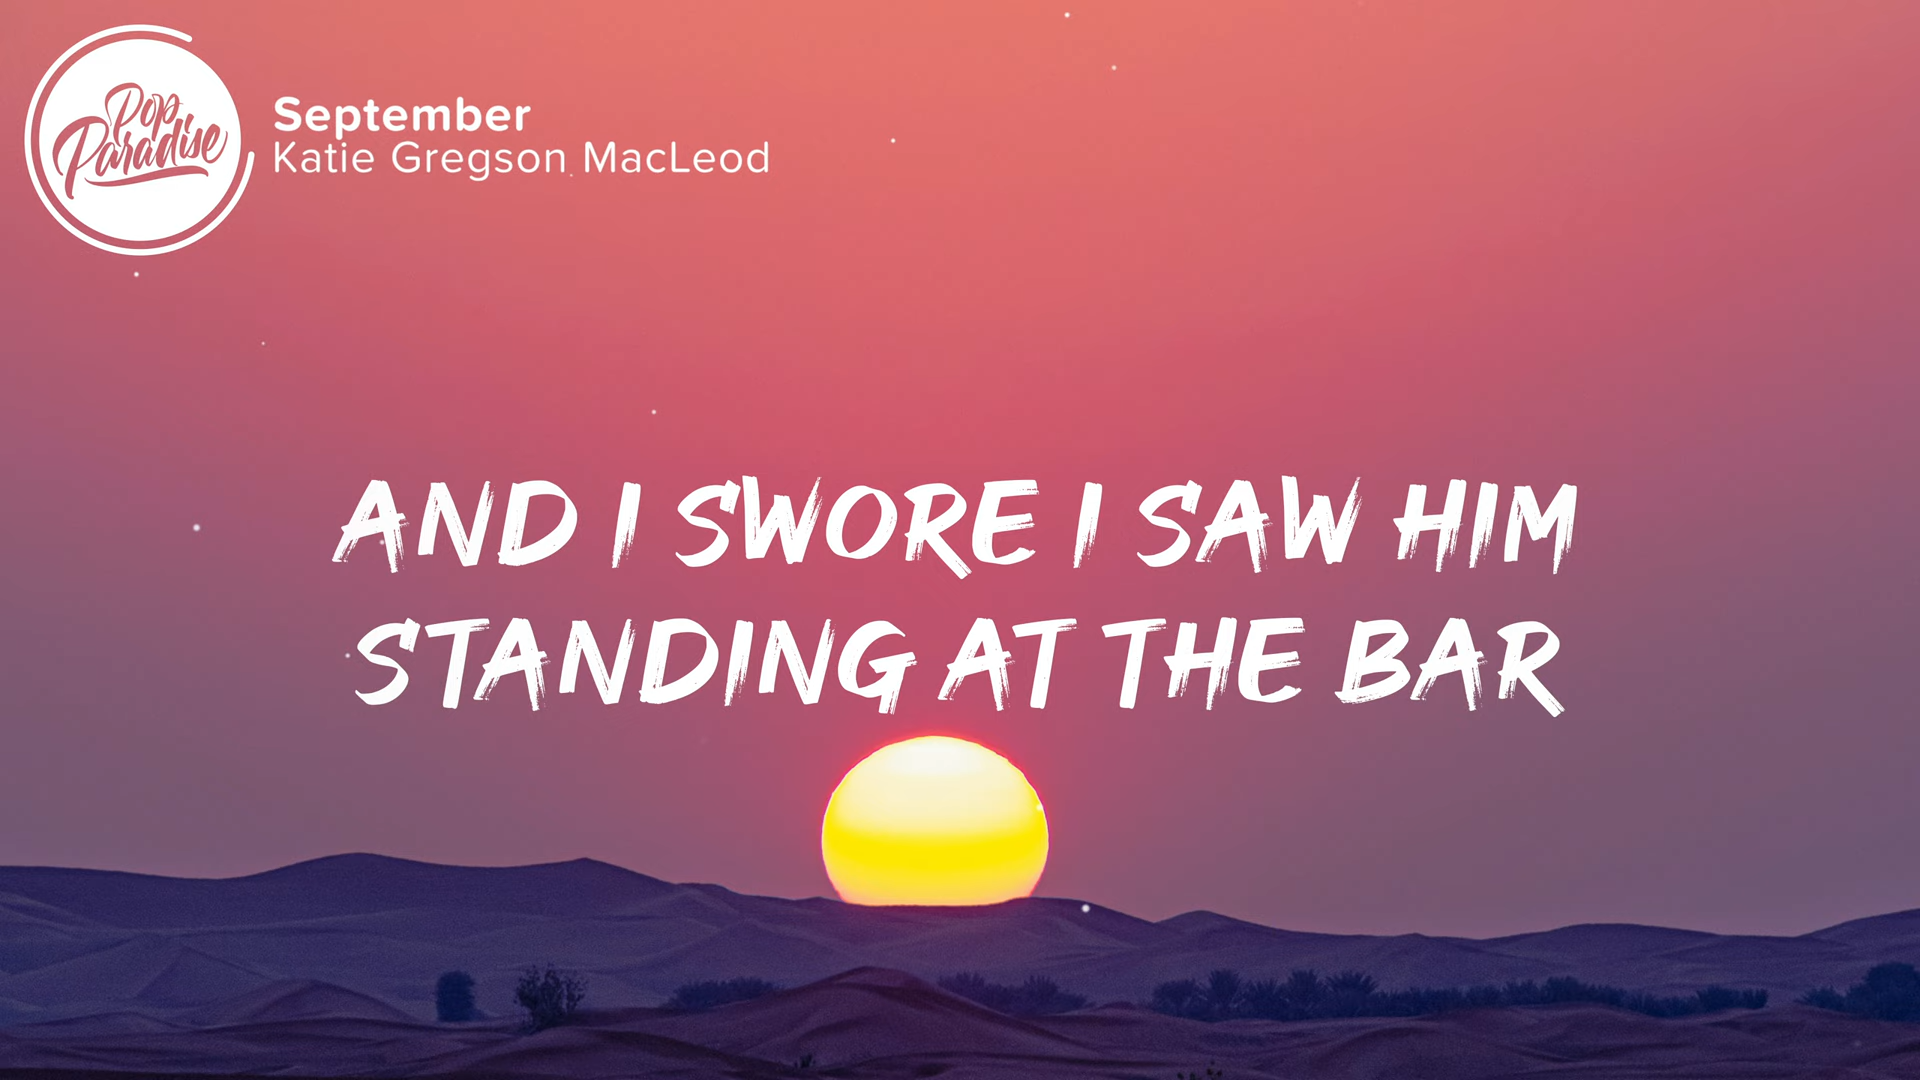 Pop
Paradise
September
Katie Gregson MacLeod
AND I SWORE I SAW HIM
STANDING AT THE BAR